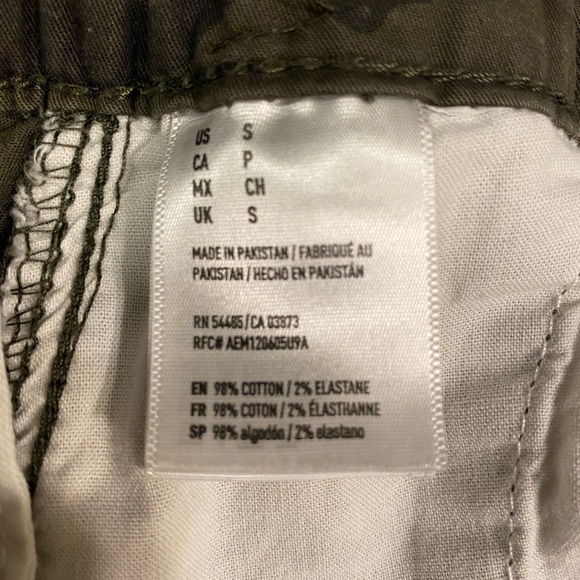 US S
CA P
MX CH
UK S
MADE IN PAKISTAN / FABRIQUÉ AU
PAKISTAN / HECHO EN PAKISTÁN
RN 54485 / CA 03873
RFC# AEM120605U9A
EN 98% COTTON / 2% ELASTANE
FR 98% COTON / 2% ÉLASTHANNE
SP 98% algodón / 2% elastano